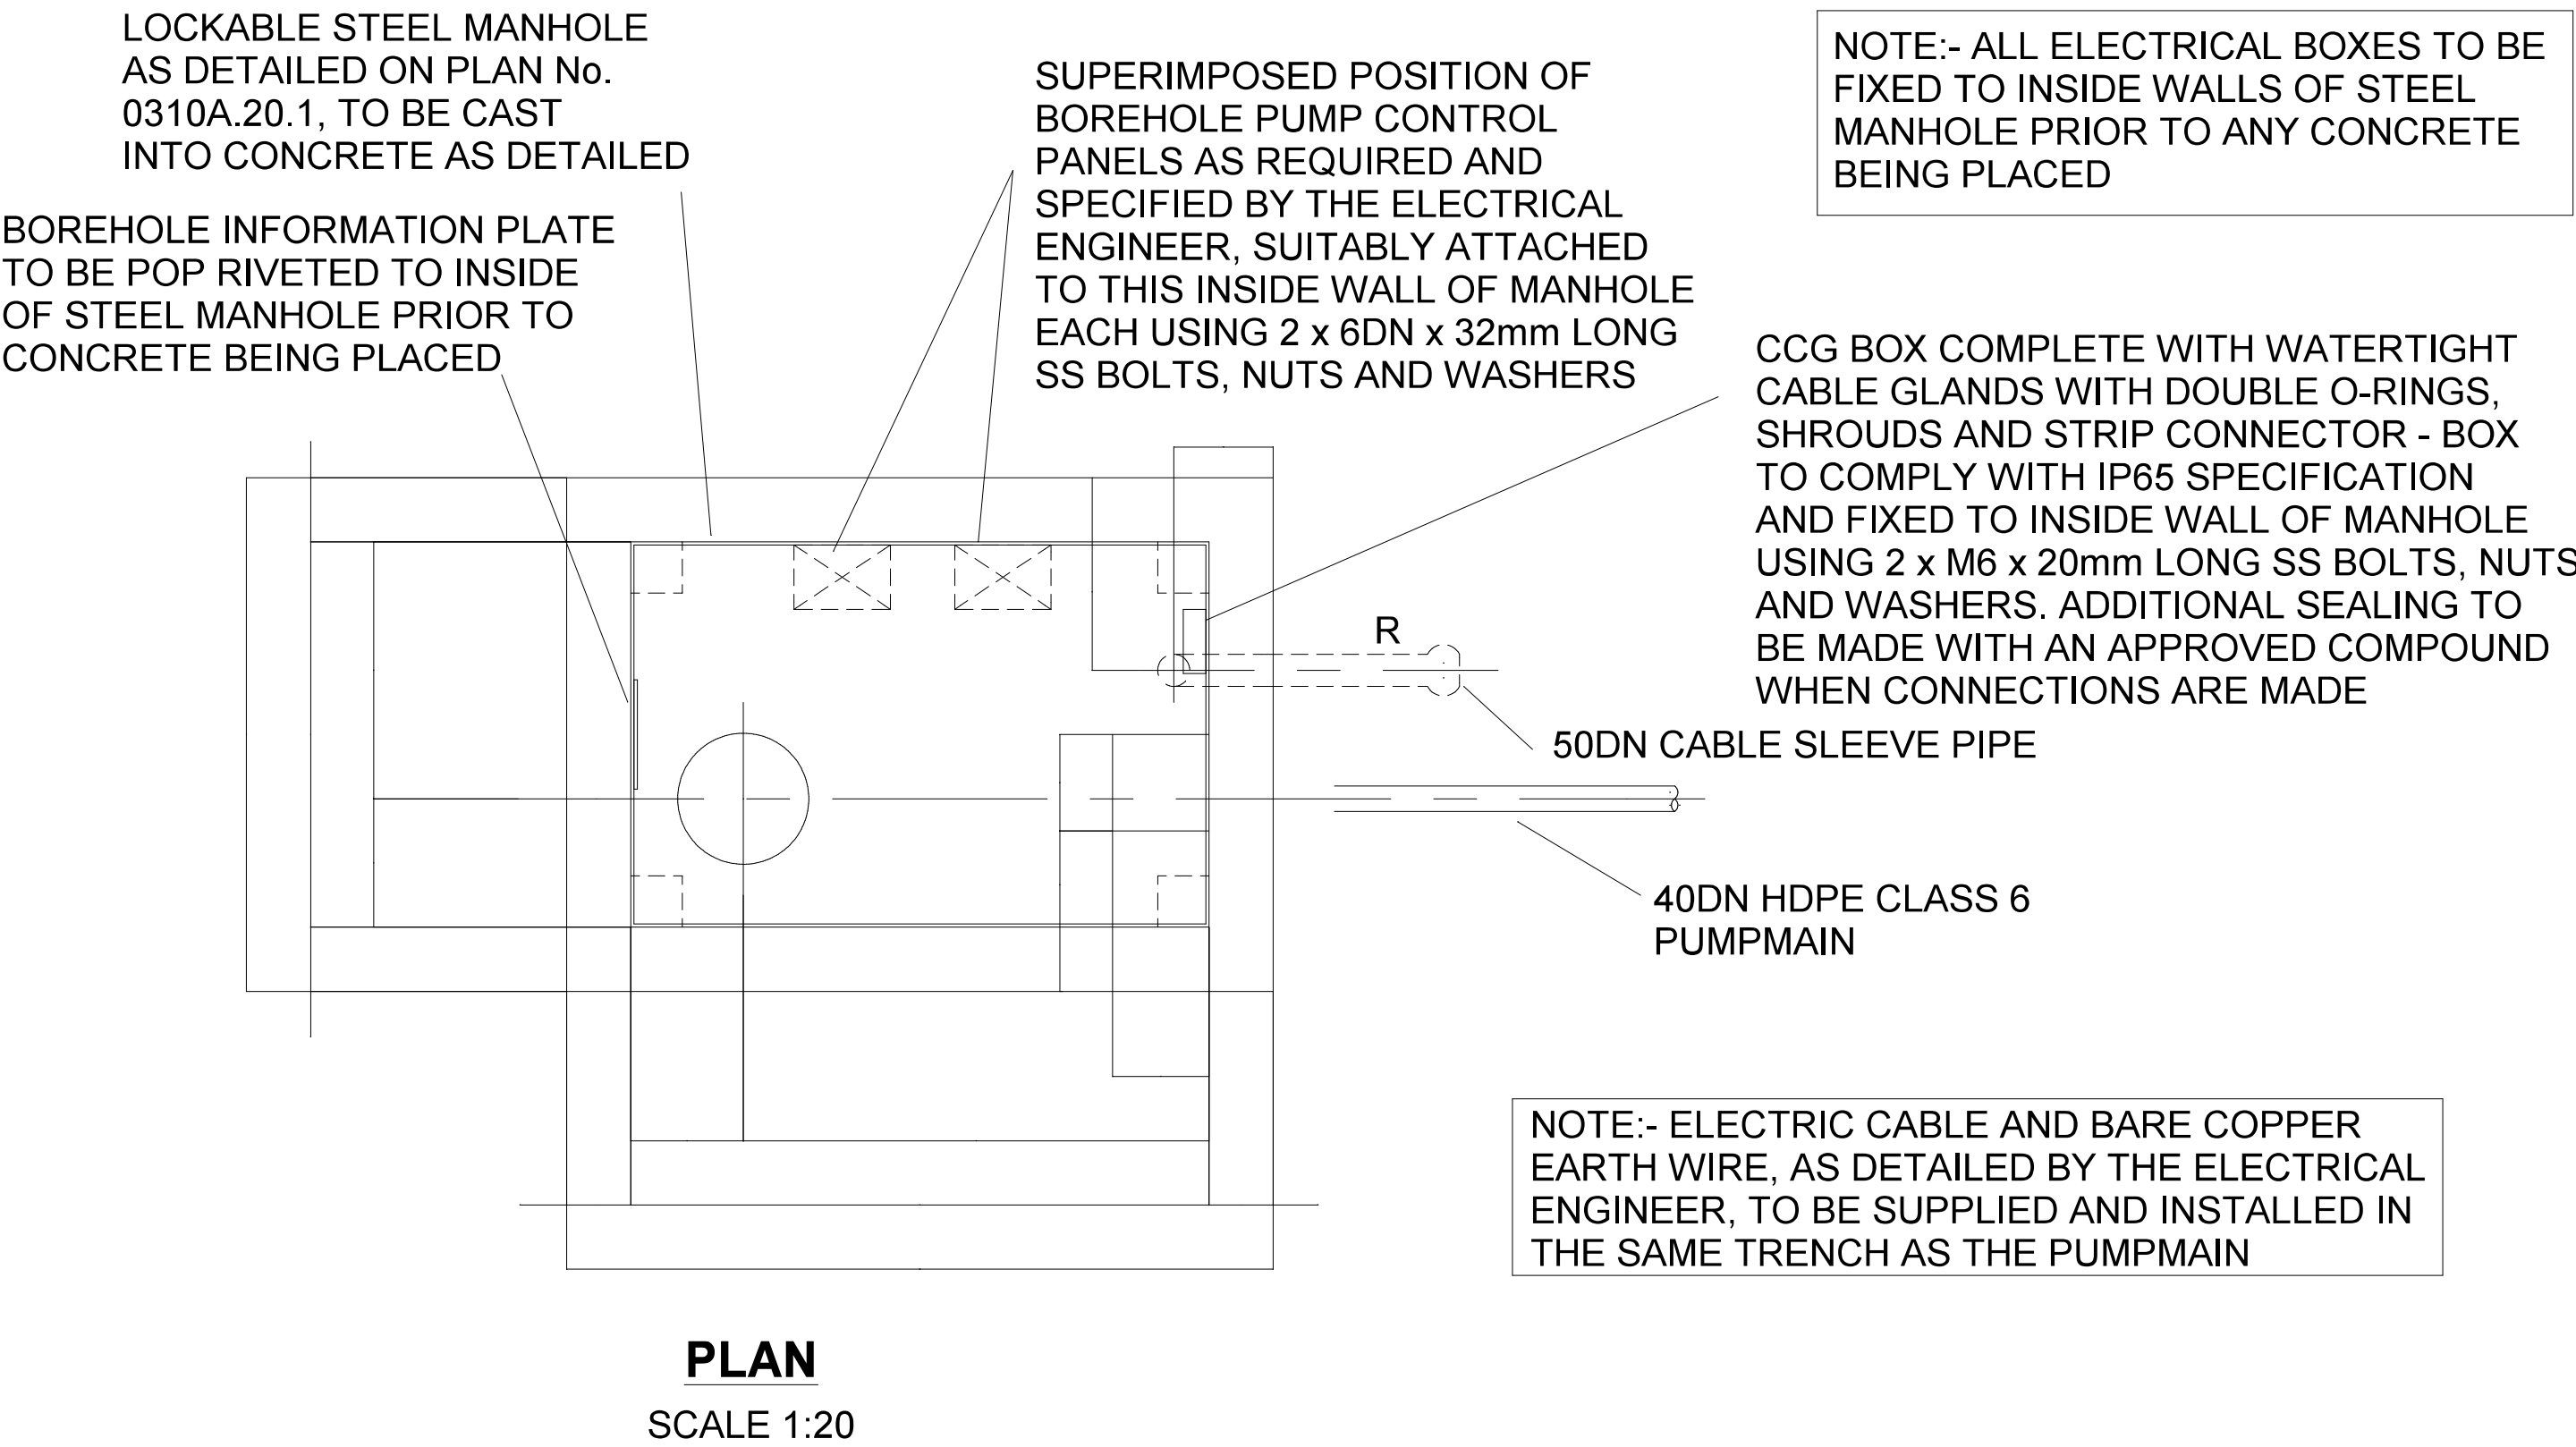 LOCKABLE STEEL MANHOLE
AS DETAILED ON PLAN No.
0310A.20.1, TO BE CAST
INTO CONCRETE AS DETAILED
BOREHOLE INFORMATION PLATE
TO BE POP RIVETED TO INSIDE
OF STEEL MANHOLE PRIOR TO
CONCRETE BEING PLACED
SUPERIMPOSED POSITION OF
BOREHOLE PUMP CONTROL
PANELS AS REQUIRED AND
SPECIFIED BY THE ELECTRICAL
ENGINEER, SUITABLY ATTACHED
TO THIS INSIDE WALL OF MANHOLE
EACH USING 2 x 6DN x 32mm LONG
SS BOLTS, NUTS AND WASHERS
NOTE:- ALL ELECTRICAL BOXES TO BE
FIXED TO INSIDE WALLS OF STEEL
MANHOLE PRIOR TO ANY CONCRETE
BEING PLACED
CCG BOX COMPLETE WITH WATERTIGHT
CABLE GLANDS WITH DOUBLE O-RINGS,
SHROUDS AND STRIP CONNECTOR - BOX
TO COMPLY WITH IP65 SPECIFICATION
AND FIXED TO INSIDE WALL OF MANHOLE
USING 2 x M6 x 20mm LONG SS BOLTS, NUTS
AND WASHERS. ADDITIONAL SEALING TO
BE MADE WITH AN APPROVED COMPOUND
WHEN CONNECTIONS ARE MADE
R
50DN CABLE SLEEVE PIPE
40DN HDPE CLASS 6
PUMPMAIN
NOTE:- ELECTRIC CABLE AND BARE COPPER
EARTH WIRE, AS DETAILED BY THE ELECTRICAL
ENGINEER, TO BE SUPPLIED AND INSTALLED IN
THE SAME TRENCH AS THE PUMPMAIN
PLAN
SCALE 1:20